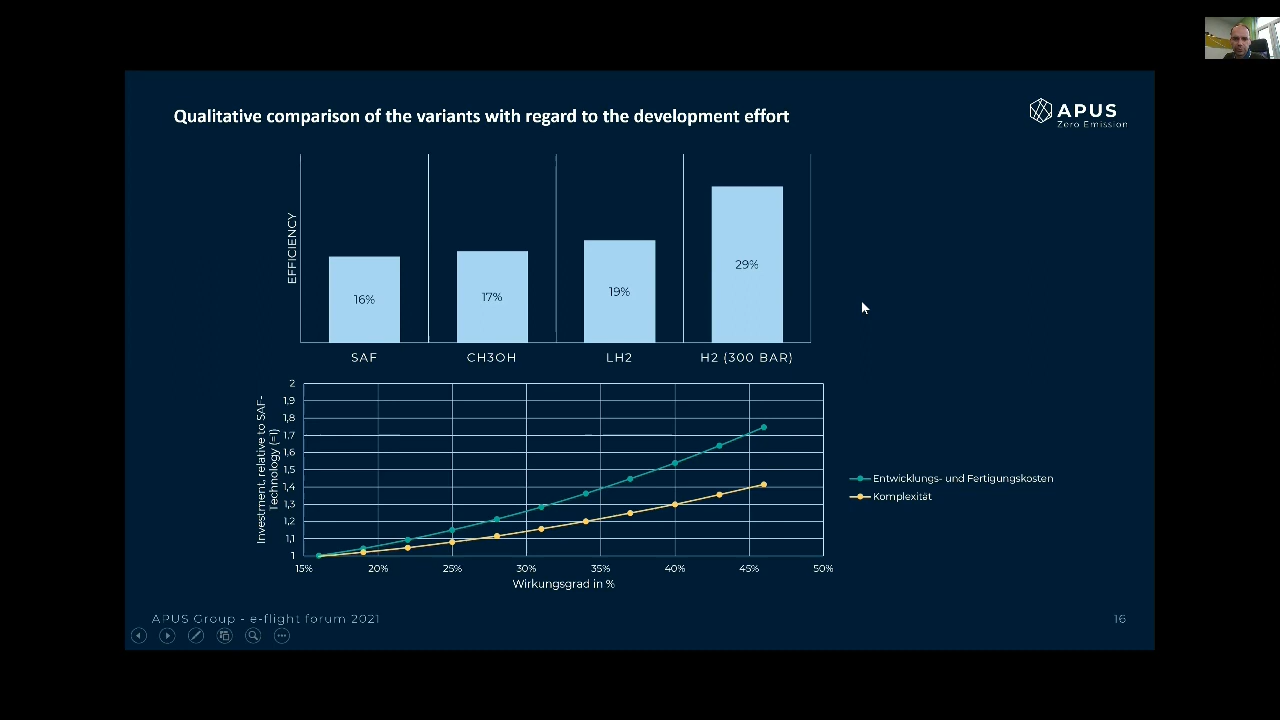 Qualitative comparison of the variants with regard to the development effort
APUS
Zero Emission
EFFICIENCY
16%
17%
19%
29%
SAF
CH3OH
LH2
H2 (300 BAR)
Investment, relative to SAF-
Technology (=1)
2
1,9
1,8
1,7
1,6
1,5
1,4
1,3
1,2
1,1
1
15%
20%
25%
30%
35%
40%
45%
50%
Wirkungsgrad in %
Entwicklungs- und Fertigungskosten
Komplexität
APUS Group - e-flight forum 2021
16